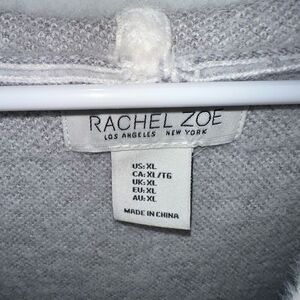 RACHEL ZOE
LOS ANGELES NEW YORK
US: XL
CA: XL/TG
UK: XL
EU: XL
AU: XL
MADE IN CHINA